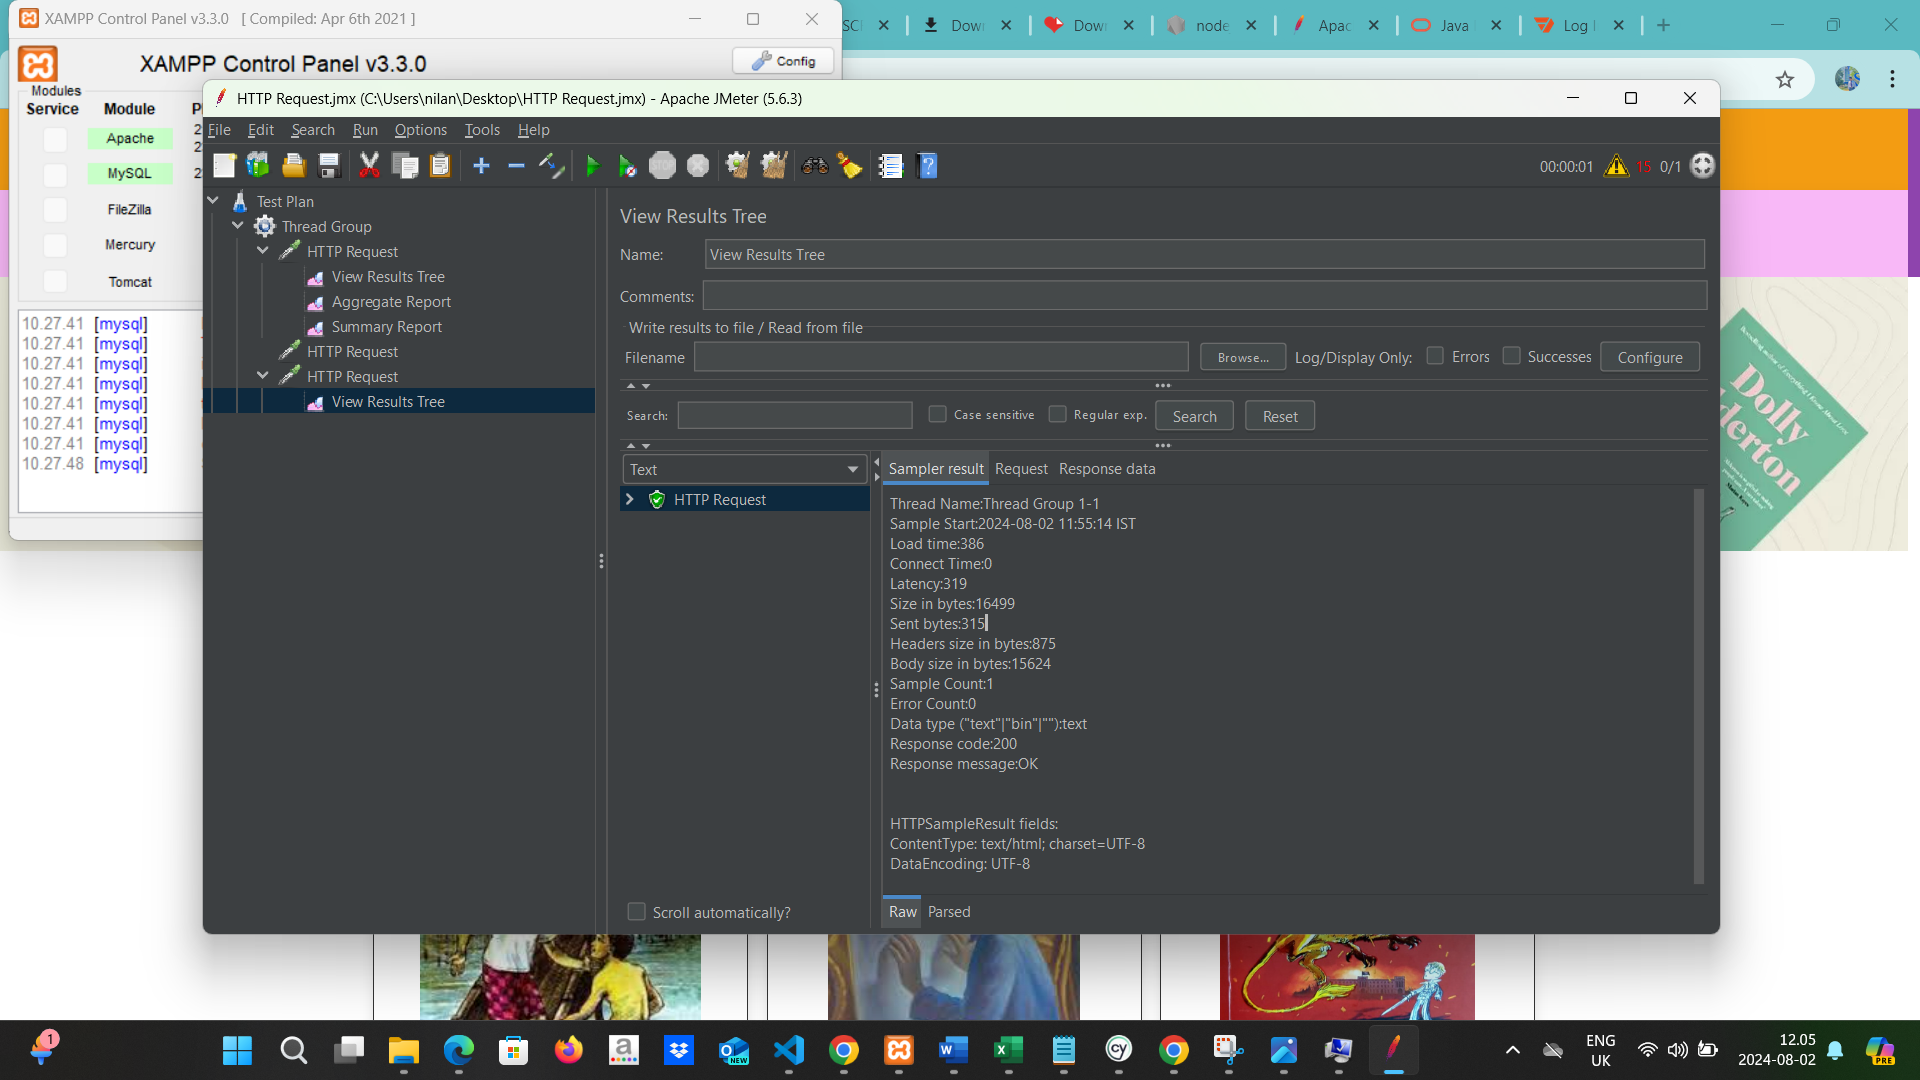 XAMPP Control Panel v3.3.0 [ Compiled: Apr 6th 2021 ]
Dow
Dow
node
Apac
Java
Log
XAMPP Control Panel v3.3.0
Config
Modules
Service Module
Apache
MySQL
FileZilla
Mercury
Tomcat
10.27.41 [mysql]
10.27.41 [mysql]
10.27.41 [mysql]
10.27.41 [mysql]
10.27.41 [mysql]
10.27.41 [mysql]
10.27.41 [mysql]
10.27.48 [mysql]
HTTP Request.jmx (C:\Users\nilan\Desktop\HTTP Request.jmx) - Apache JMeter (5.6.3)
File Edit Search Run Options Tools Help
STOP
00:00:01 15 0/1
Test Plan
Thread Group
HTTP Request
View Results Tree
Aggregate Report
Summary Report
HTTP Request
HTTP Request
View Results Tree
View Results Tree
Name: View Results Tree
Comments:
Write results to file / Read from file
Filename Browse... Log/Display Only: Errors Successes Configure
Search: Case sensitive Regular exp. Search Reset
Text
HTTP Request
Scroll automatically?
Sampler result Request Response data
Thread Name:Thread Group 1-1
Sample Start:2024-08-02 11:55:14 IST
Load time:386
Connect Time:0
Latency:319
Size in bytes:16499
Sent bytes:315
Headers size in bytes:875
Body size in bytes:15624
Sample Count:1
Error Count:0
Data type ("text"|"bin"|""):text
Response code:200
Response message:OK
HTTPSampleResult fields:
ContentType: text/html; charset=UTF-8
DataEncoding: UTF-8
Raw Parsed
Dolly
lderton
1
NEW
cy
ENG
UK
12.05
2024-08-02
PRE